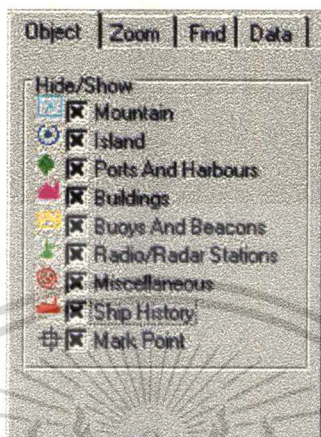 Object Zoom Find Data
Hide/Show
Mountain
Island
Ports And Harbours
Buildings
Buoys And Beacons
Radio/Radar Stations
Miscellaneous
Ship History
Mark Point